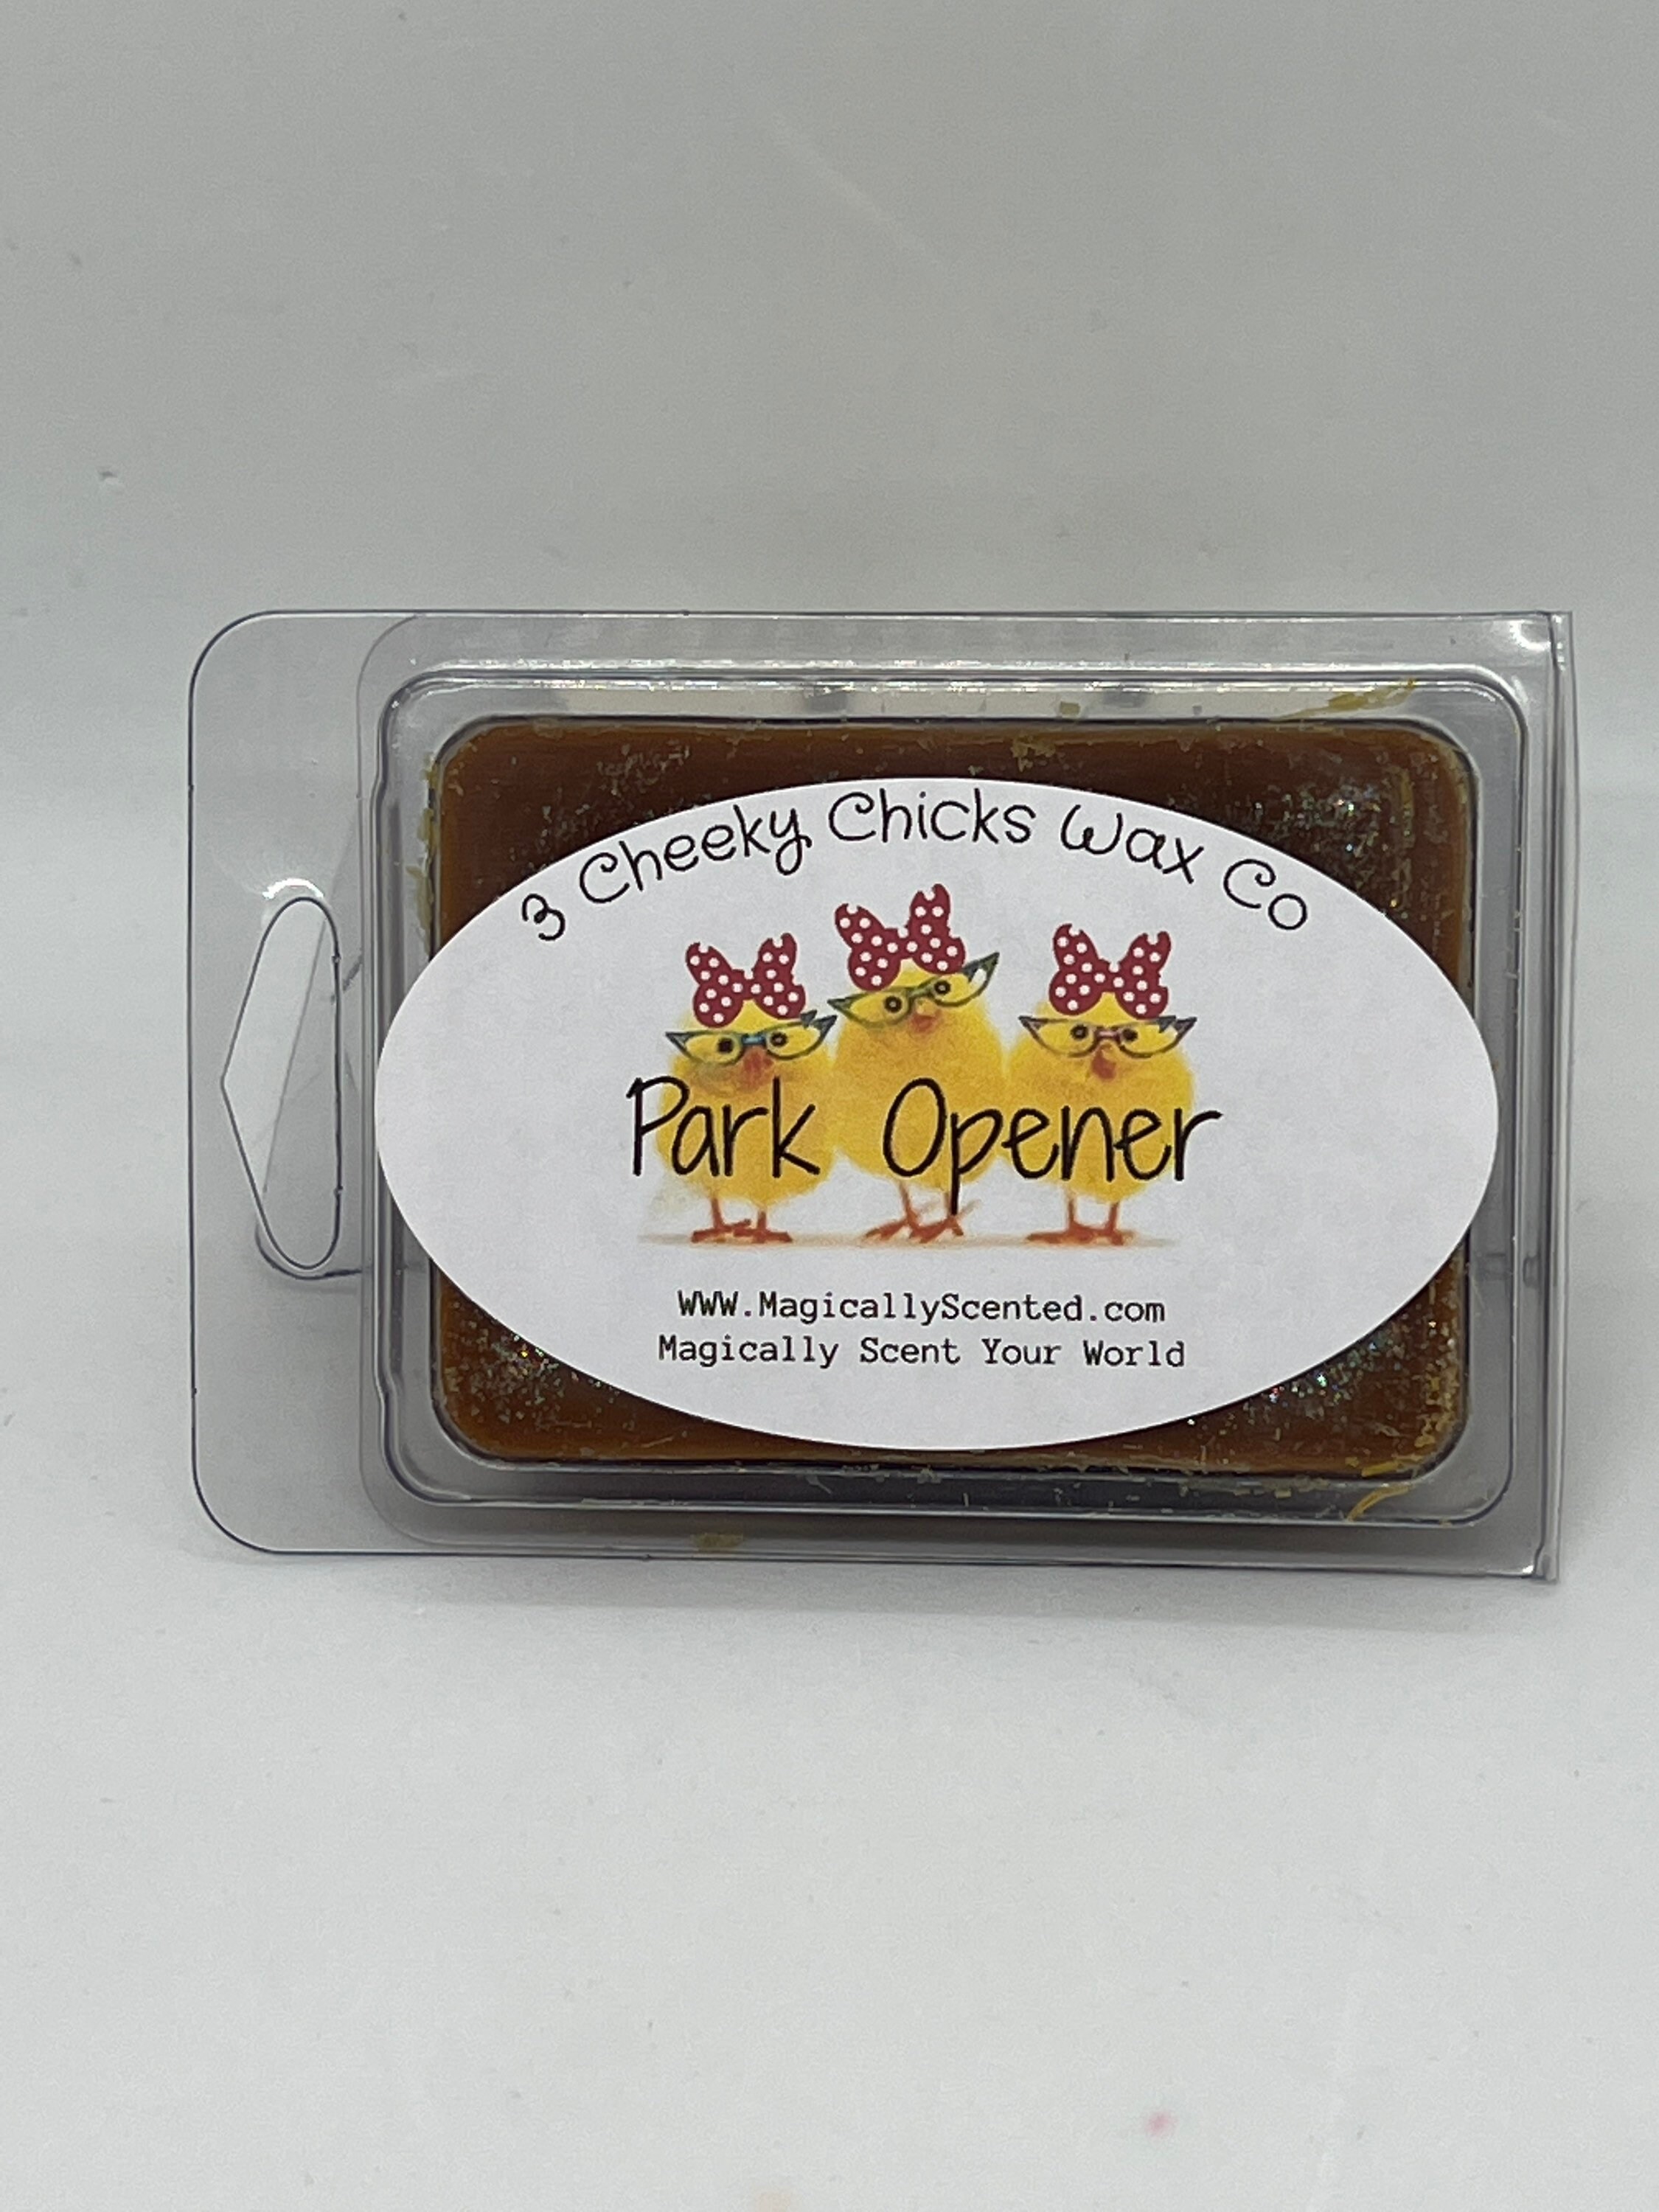 3 Cheeky Chicks Wax Co
Park Opener
WWW.MagicallyScented.com
Magically Scent Your World